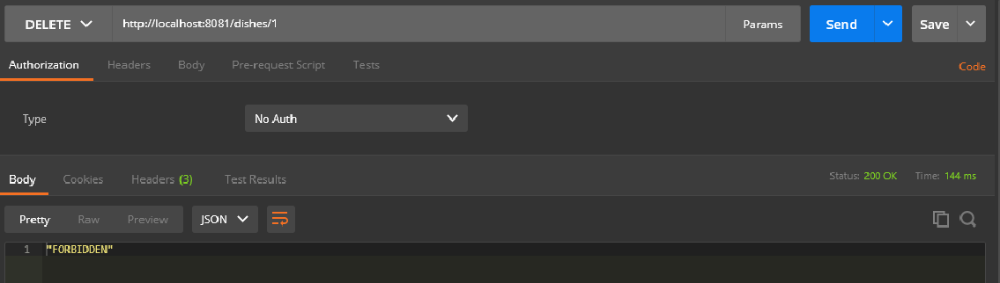 DELETE http://localhost:8081/dishes/1 Params Send Save
Authorization Headers Body Pre-request Script Tests Code
Type No Auth
Body Cookies Headers (3) Test Results Status: 200 OK Time: 144 ms
Pretty Raw Preview JSON
1 "FORBIDDEN"